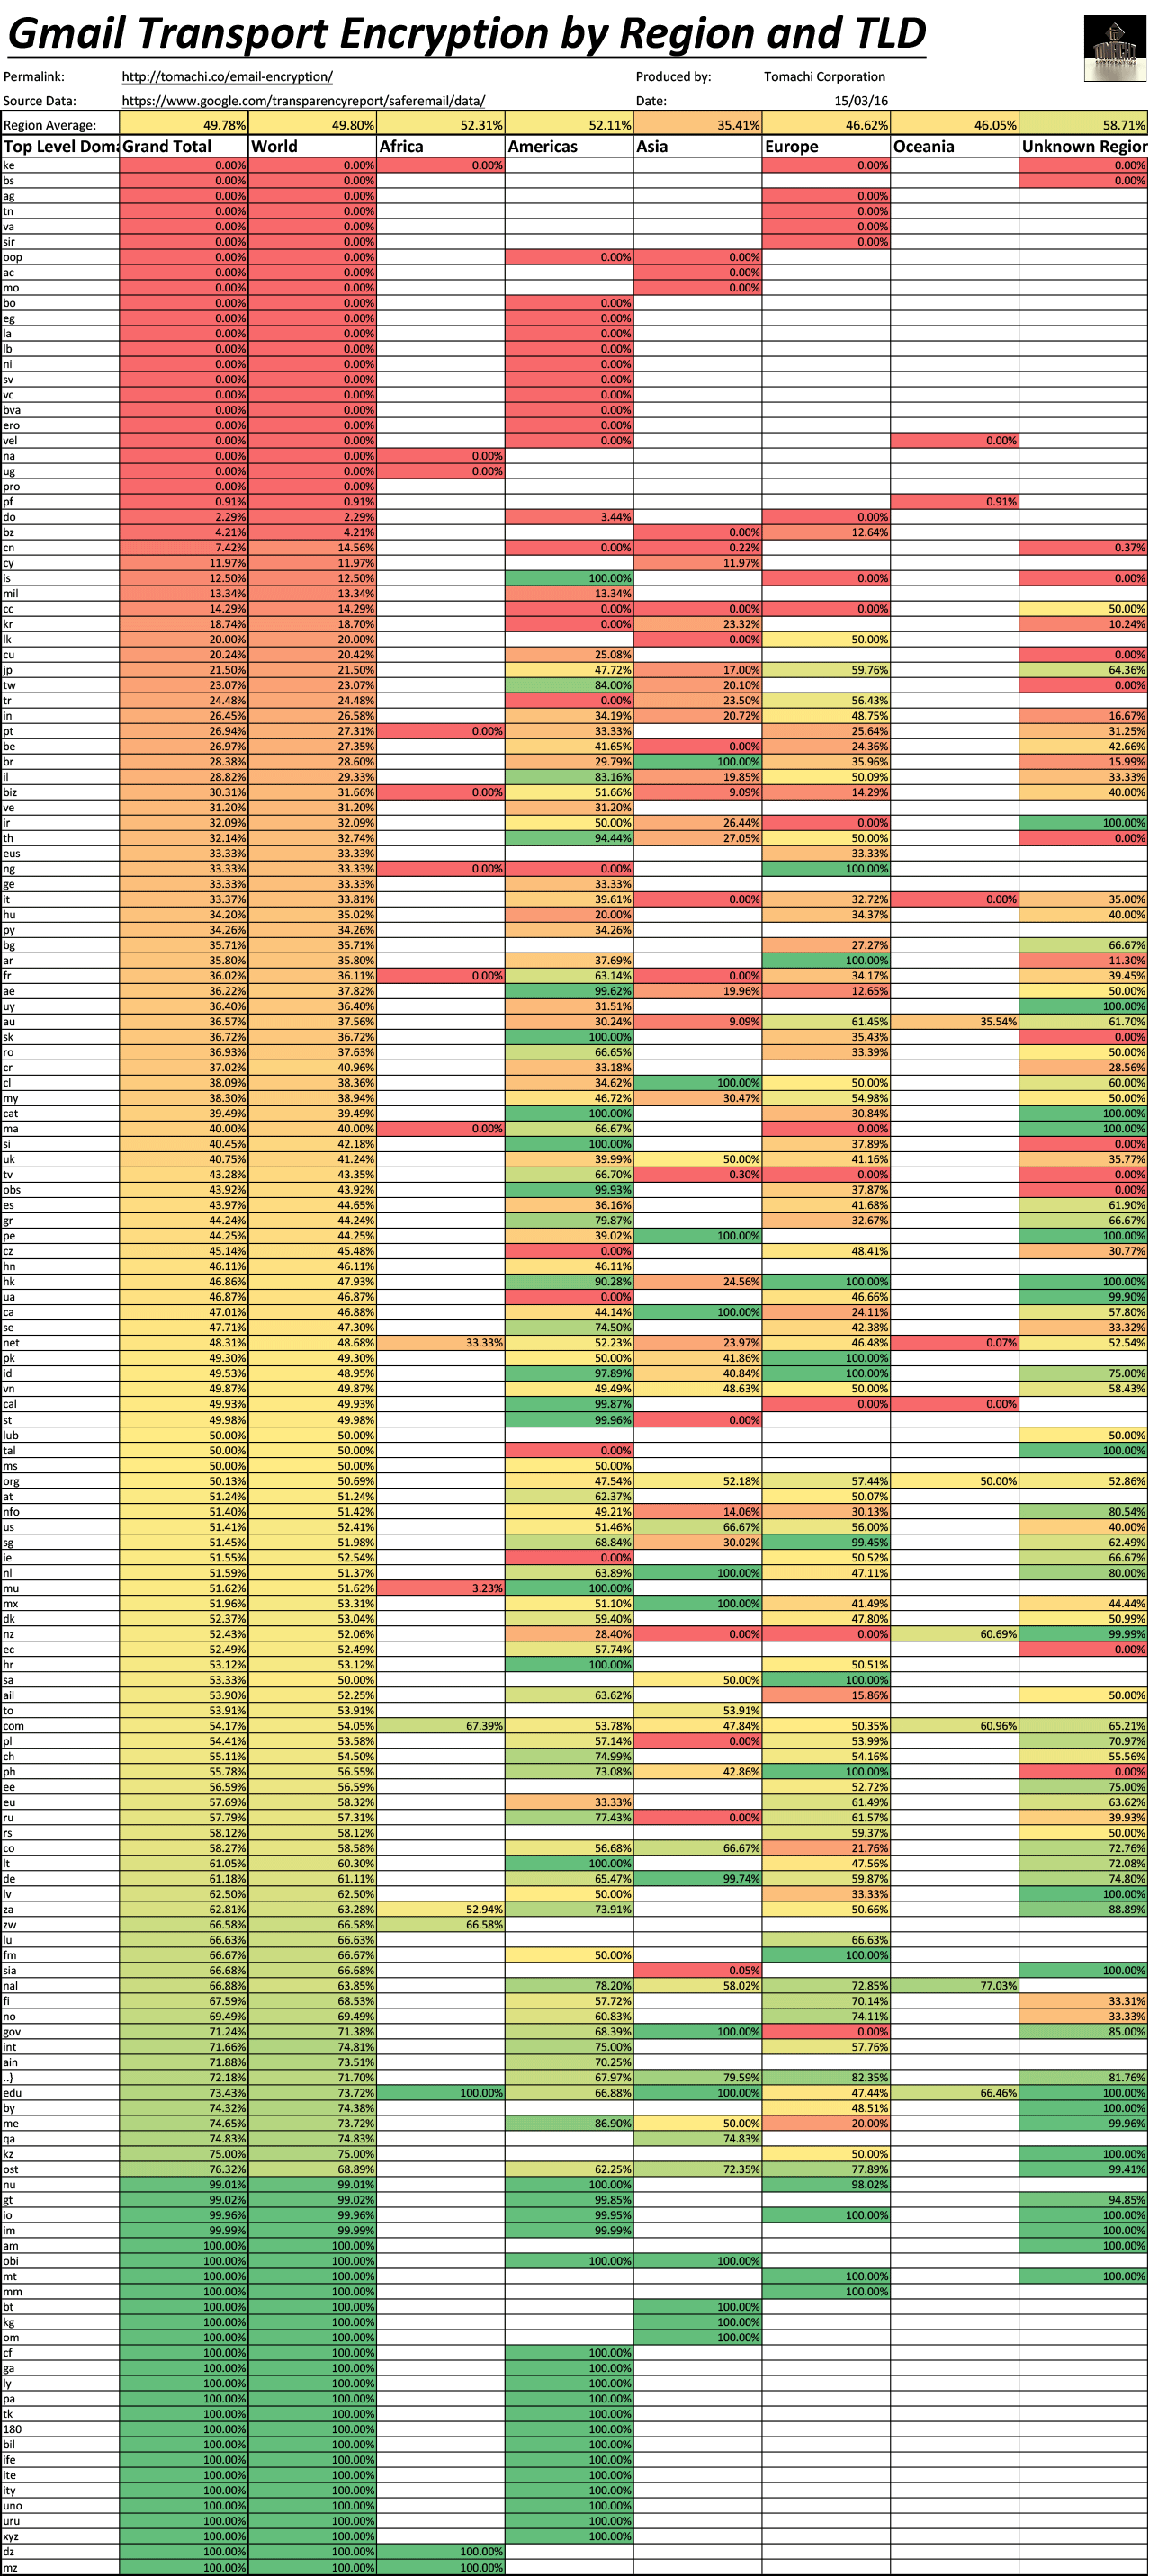 Gmail Transport Encryption by Region and TLD
TOMACHI
CORPORATION
Permalink: http://tomachi.co/email-encryption/ Produced by: Tomachi Corporation
Source Data: https://www.google.com/transparencyreport/saferemail/data/ Date: 15/03/16
Region Average: 49.78% 49.80% 52.31% 52.11% 35.41% 46.62% 46.05% 58.71%
Top Level Doma Grand Total World Africa Americas Asia Europe Oceania Unknown Region
ke 0.00% 0.00% 0.00% 0.00% 0.00%
bs 0.00% 0.00% 0.00%
ag 0.00% 0.00% 0.00%
tn 0.00% 0.00% 0.00%
va 0.00% 0.00% 0.00%
sir 0.00% 0.00% 0.00%
oop 0.00% 0.00% 0.00% 0.00%
ac 0.00% 0.00% 0.00%
mo 0.00% 0.00% 0.00%
bo 0.00% 0.00% 0.00%
eg 0.00% 0.00% 0.00%
la 0.00% 0.00% 0.00%
lb 0.00% 0.00% 0.00%
ni 0.00% 0.00% 0.00%
sv 0.00% 0.00% 0.00%
vc 0.00% 0.00% 0.00%
bva 0.00% 0.00% 0.00%
ero 0.00% 0.00% 0.00%
vel 0.00% 0.00% 0.00% 0.00%
na 0.00% 0.00% 0.00%
ug 0.00% 0.00% 0.00%
pro 0.00% 0.00%
pf 0.91% 0.91% 0.91%
do 2.29% 2.29% 3.44% 0.00%
bz 4.21% 4.21% 0.00% 12.64%
cn 7.42% 14.56% 0.00% 0.22% 0.37%
cy 11.97% 11.97% 11.97%
is 12.50% 12.50% 100.00% 0.00% 0.00%
mil 13.34% 13.34% 13.34%
cc 14.29% 14.29% 0.00% 0.00% 0.00% 50.00%
kr 18.74% 18.70% 0.00% 23.32% 10.24%
lk 20.00% 20.00% 0.00% 50.00%
cu 20.24% 20.42% 25.08% 0.00%
jp 21.50% 21.50% 47.72% 17.00% 59.76% 64.36%
tw 23.07% 23.07% 84.00% 20.10% 0.00%
tr 24.48% 24.48% 0.00% 23.50% 56.43%
in 26.45% 26.58% 34.19% 20.72% 48.75% 16.67%
pt 26.94% 27.31% 0.00% 33.33% 25.64% 31.25%
be 26.97% 27.35% 41.65% 0.00% 24.36% 42.66%
br 28.38% 28.60% 29.79% 100.00% 35.96% 15.99%
il 28.82% 29.33% 83.16% 19.85% 50.09% 33.33%
biz 30.31% 31.66% 0.00% 51.66% 9.09% 14.29% 40.00%
ve 31.20% 31.20% 31.20%
ir 32.09% 32.09% 50.00% 26.44% 0.00% 100.00%
th 32.14% 32.74% 94.44% 27.05% 50.00% 0.00%
eus 33.33% 33.33% 33.33%
ng 33.33% 33.33% 0.00% 0.00% 100.00%
ge 33.33% 33.33% 33.33%
it 33.37% 33.81% 39.61% 0.00% 32.72% 0.00% 35.00%
hu 34.20% 35.02% 20.00% 34.37% 40.00%
py 34.26% 34.26% 34.26%
bg 35.71% 35.71% 27.27% 66.67%
ar 35.80% 35.80% 37.69% 100.00% 11.30%
fr 36.02% 36.11% 0.00% 63.14% 0.00% 34.17% 39.45%
ae 36.22% 37.82% 99.62% 19.96% 12.65% 50.00%
uy 36.40% 36.40% 31.51% 100.00%
au 36.57% 37.56% 30.24% 9.09% 61.45% 35.54% 61.70%
sk 36.72% 36.72% 100.00% 35.43% 0.00%
ro 36.93% 37.63% 66.65% 33.39% 50.00%
cr 37.02% 40.96% 33.18% 28.56%
cl 38.09% 38.36% 34.62% 100.00% 50.00% 60.00%
my 38.30% 38.94% 46.72% 30.47% 54.98% 50.00%
cat 39.49% 39.49% 100.00% 30.84% 100.00%
ma 40.00% 40.00% 0.00% 66.67% 0.00% 100.00%
si 40.45% 42.18% 100.00% 37.89% 0.00%
uk 40.75% 41.24% 39.99% 50.00% 41.16% 35.77%
tv 43.28% 43.35% 66.70% 0.30% 0.00% 0.00%
obs 43.92% 43.92% 99.93% 37.87% 0.00%
es 43.97% 44.65% 36.16% 41.68% 61.90%
gr 44.24% 44.24% 79.87% 32.67% 66.67%
pe 44.25% 44.25% 39.02% 100.00% 100.00%
cz 45.14% 45.48% 0.00% 48.41% 30.77%
hn 46.11% 46.11% 46.11%
hk 46.86% 47.93% 90.28% 24.56% 100.00% 100.00%
ua 46.87% 46.87% 0.00% 46.66% 99.90%
ca 47.01% 46.88% 44.14% 100.00% 24.11% 57.80%
se 47.71% 47.30% 74.50% 42.38% 33.32%
net 48.31% 48.68% 33.33% 52.23% 23.97% 46.48% 0.07% 52.54%
pk 49.30% 49.30% 50.00% 41.86% 100.00%
id 49.53% 48.95% 97.89% 40.84% 100.00% 75.00%
vn 49.87% 49.87% 49.49% 48.63% 50.00% 58.43%
cal 49.93% 49.93% 99.87% 0.00% 0.00%
st 49.98% 49.98% 99.96% 0.00%
lub 50.00% 50.00% 50.00%
tal 50.00% 50.00% 0.00% 100.00%
ms 50.00% 50.00% 50.00%
org 50.13% 50.69% 47.54% 52.18% 57.44% 50.00% 52.86%
at 51.24% 51.24% 62.37% 50.07%
nfo 51.40% 51.42% 49.21% 14.06% 30.13% 80.54%
us 51.41% 52.41% 51.46% 66.67% 56.00% 40.00%
sg 51.45% 51.98% 68.84% 30.02% 99.45% 62.49%
ie 51.55% 52.54% 0.00% 50.52% 66.67%
nl 51.59% 51.37% 63.89% 100.00% 47.11% 80.00%
mu 51.62% 51.62% 3.23% 100.00%
mx 51.96% 53.31% 51.10% 100.00% 41.49% 44.44%
dk 52.37% 53.04% 59.40% 47.80% 50.99%
nz 52.43% 52.06% 28.40% 0.00% 0.00% 60.69% 99.99%
ec 52.49% 52.49% 57.74% 0.00%
hr 53.12% 53.12% 100.00% 50.51%
sa 53.33% 50.00% 50.00% 100.00%
ail 53.90% 52.25% 63.62% 15.86% 50.00%
to 53.91% 53.91% 53.91%
com 54.17% 54.05% 67.39% 53.78% 47.84% 50.35% 60.96% 65.21%
pl 54.41% 53.58% 57.14% 0.00% 53.99% 70.97%
ch 55.11% 54.50% 74.99% 54.16% 55.56%
ph 55.78% 56.55% 73.08% 42.86% 100.00% 0.00%
ee 56.59% 56.59% 52.72% 75.00%
eu 57.69% 58.32% 33.33% 61.49% 63.62%
ru 57.79% 57.31% 77.43% 0.00% 61.57% 39.93%
rs 58.12% 58.12% 59.37% 50.00%
co 58.27% 58.58% 56.68% 66.67% 21.76% 72.76%
lt 61.05% 60.30% 100.00% 47.56% 72.08%
de 61.18% 61.11% 65.47% 99.74% 59.87% 74.80%
lv 62.50% 62.50% 50.00% 33.33% 100.00%
za 62.81% 63.28% 52.94% 73.91% 50.66% 88.89%
zw 66.58% 66.58% 66.58%
lu 66.63% 66.63% 66.63%
fm 66.67% 66.67% 50.00% 100.00%
sia 66.68% 66.68% 0.05% 100.00%
nal 66.88% 63.85% 78.20% 58.02% 72.85% 77.03%
fi 67.59% 68.53% 57.72% 70.14% 33.31%
no 69.49% 69.49% 60.83% 74.11% 33.33%
gov 71.24% 71.38% 68.39% 100.00% 0.00% 85.00%
int 71.66% 74.81% 75.00% 57.76%
ain 71.88% 73.51% 70.25%
..} 72.18% 71.70% 67.97% 79.59% 82.35% 81.76%
edu 73.43% 73.72% 100.00% 66.88% 100.00% 47.44% 66.46% 100.00%
by 74.32% 74.38% 48.51% 100.00%
me 74.65% 73.72% 86.90% 50.00% 20.00% 99.96%
qa 74.83% 74.83% 74.83%
kz 75.00% 75.00% 50.00% 100.00%
ost 76.32% 68.89% 62.25% 72.35% 77.89% 99.41%
nu 99.01% 99.01% 100.00% 98.02%
gt 99.02% 99.02% 99.85% 94.85%
io 99.96% 99.96% 99.95% 100.00% 100.00%
im 99.99% 99.99% 99.99% 100.00%
am 100.00% 100.00% 100.00%
obi 100.00% 100.00% 100.00% 100.00%
mt 100.00% 100.00% 100.00% 100.00%
mm 100.00% 100.00% 100.00%
bt 100.00% 100.00% 100.00%
kg 100.00% 100.00% 100.00%
om 100.00% 100.00% 100.00%
cf 100.00% 100.00% 100.00%
ga 100.00% 100.00% 100.00%
ly 100.00% 100.00% 100.00%
pa 100.00% 100.00% 100.00%
tk 100.00% 100.00% 100.00%
180 100.00% 100.00% 100.00%
bil 100.00% 100.00% 100.00%
ife 100.00% 100.00% 100.00%
ite 100.00% 100.00% 100.00%
ity 100.00% 100.00% 100.00%
uno 100.00% 100.00% 100.00%
uru 100.00% 100.00% 100.00%
xyz 100.00% 100.00% 100.00%
dz 100.00% 100.00% 100.00%
mz 100.00% 100.00% 100.00%